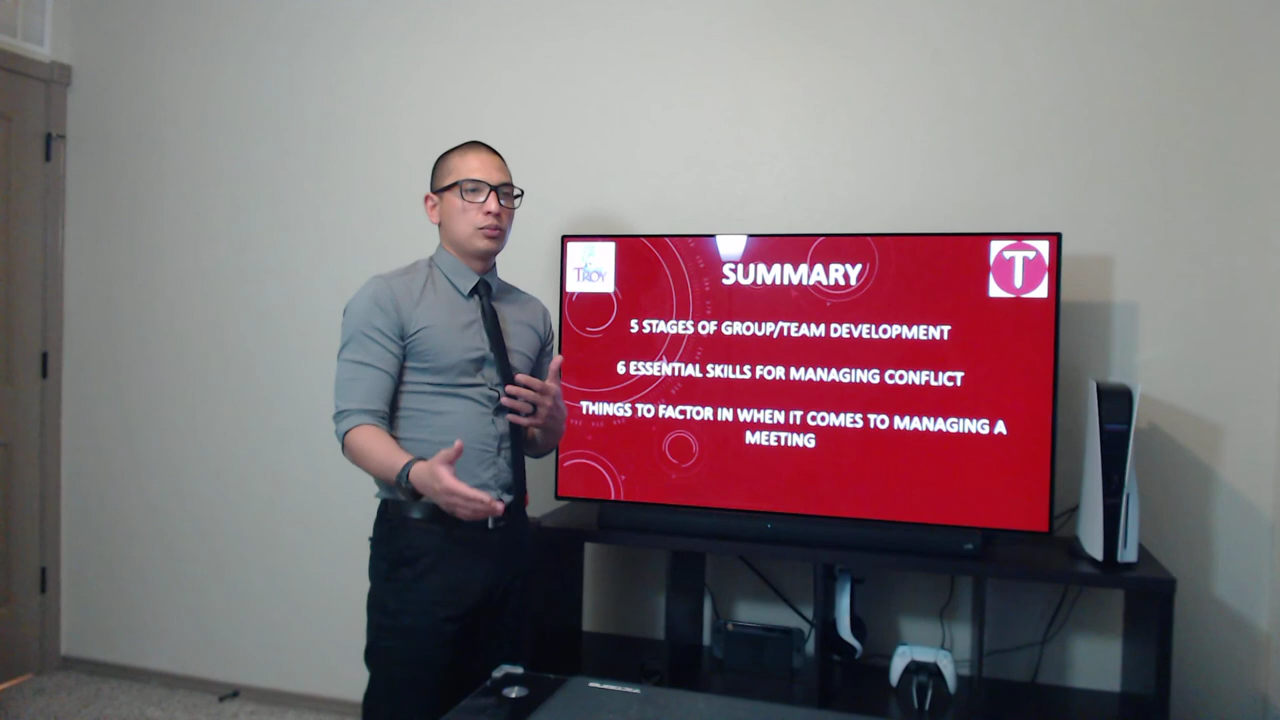 TROY
SUMMARY
T
5 STAGES OF GROUP/TEAM DEVELOPMENT
6 ESSENTIAL SKILLS FOR MANAGING CONFLICT
THINGS TO FACTOR IN WHEN IT COMES TO MANAGING A
MEETING